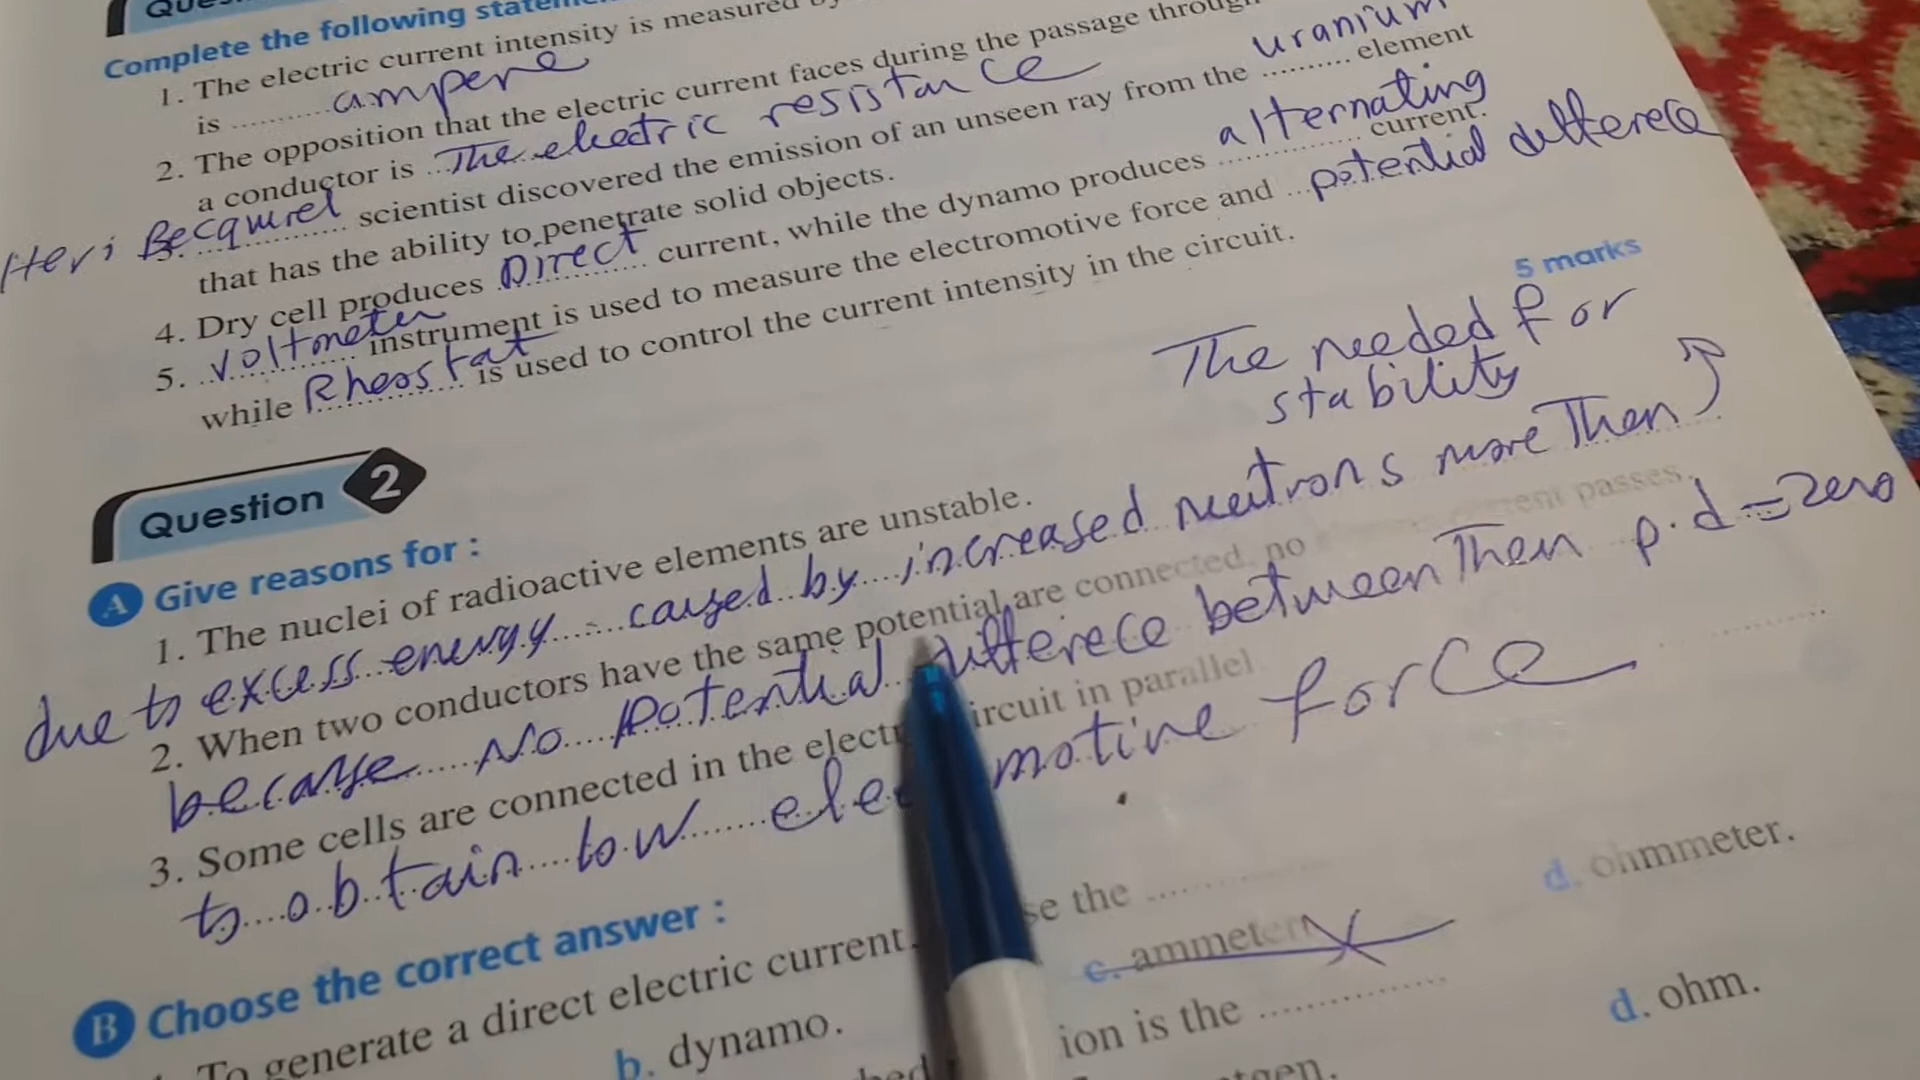 Complete the following
1. The electric current intensity is measured
is ampere
2. The opposition that the electric current faces during the passage
a conductor is The electric resistance
Heri Becqurel scientist discovered the emission of an unseen ray from the uranium element
that has the ability to penetrate solid objects.
4. Dry cell produces Direct current, while the dynamo produces alternating current.
5. voltmeter instrument is used to measure the electromotive force and potential differece
while Rheostat is used to control the current intensity in the circuit.
5 marks
Question 2
A Give reasons for :
1. The nuclei of radioactive elements are unstable.
due to excess energy caused by increased neutrons more Then
The needed for
stability
2. When two conductors have the same potential are connected, no current passes.
because No potential differece between Then p.d = zero
3. Some cells are connected in the circuit in parallel
to obtain low motive force
B Choose the correct answer :
To generate a direct electric current, the
b. dynamo.
c. ammeter
d. ohmmeter.
is the
d. ohm.